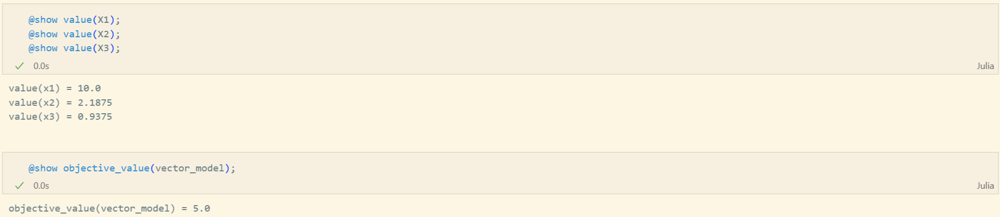 @show value(X1);
@show value(X2);
@show value(X3);
✓ 0.0s Julia
value(x1) = 10.0
value(x2) = 2.1875
value(x3) = 0.9375
@show objective_value(vector_model);
✓ 0.0s Julia
objective_value(vector_model) = 5.0